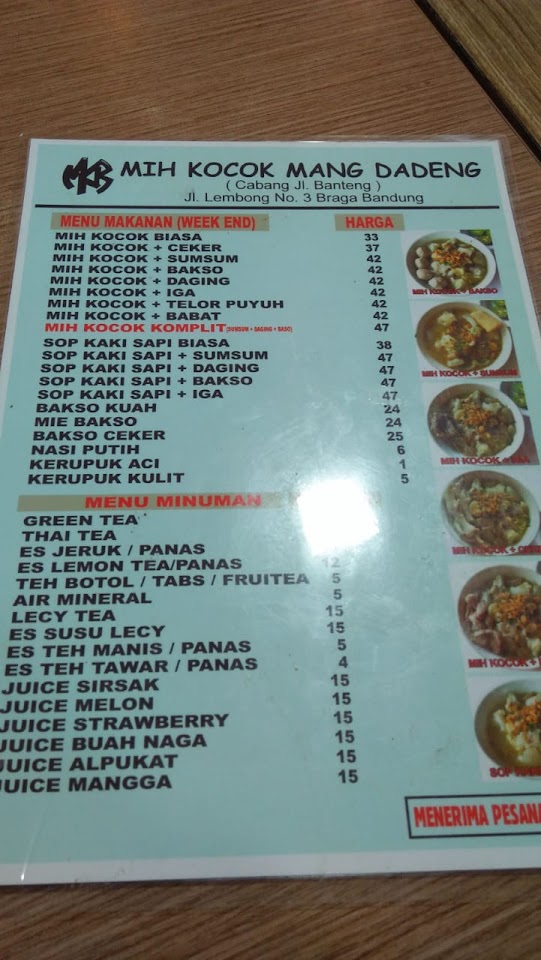 MKB MIH KOCOK MANG DADENG
( Cabang Jl. Banteng )
Jl. Lembong No. 3 Braga Bandung
MENU MAKANAN (WEEK END) HARGA
MIH KOCOK BIASA 33
MIH KOCOK + CEKER 37
MIH KOCOK + SUMSUM 42
MIH KOCOK + BAKSO 42
MIH KOCOK + DAGING 42
MIH KOCOK + IGA 42
MIH KOCOK + TELOR PUYUH 42
MIH KOCOK + BABAT 42
MIH KOCOK KOMPLIT (SUMSUM + DAGING + BASO) 47
SOP KAKI SAPI BIASA 38
SOP KAKI SAPI + SUMSUM 47
SOP KAKI SAPI + DAGING 47
SOP KAKI SAPI + BAKSO 47
SOP KAKI SAPI + IGA 47
BAKSO KUAH 24
MIE BAKSO 24
BAKSO CEKER 25
NASI PUTIH 6
KERUPUK ACI 1
KERUPUK KULIT 5
MENU MINUMAN
GREEN TEA
THAI TEA
ES JERUK / PANAS
ES LEMON TEA/PANAS 12
TEH BOTOL / TABS / FRUITEA 5
AIR MINERAL 5
LECY TEA 15
ES SUSU LECY 15
ES TEH MANIS / PANAS 5
ES TEH TAWAR / PANAS 4
JUICE SIRSAK 15
JUICE MELON 15
JUICE STRAWBERRY 15
JUICE BUAH NAGA 15
JUICE ALPUKAT 15
JUICE MANGGA 15
MIH KOCOK + BAKSO
MIH KOCOK + SUMSUM
MIH KOCOK +
MIH KOCOK +
MIH KOCOK +
SOP
MENERIMA PESANA